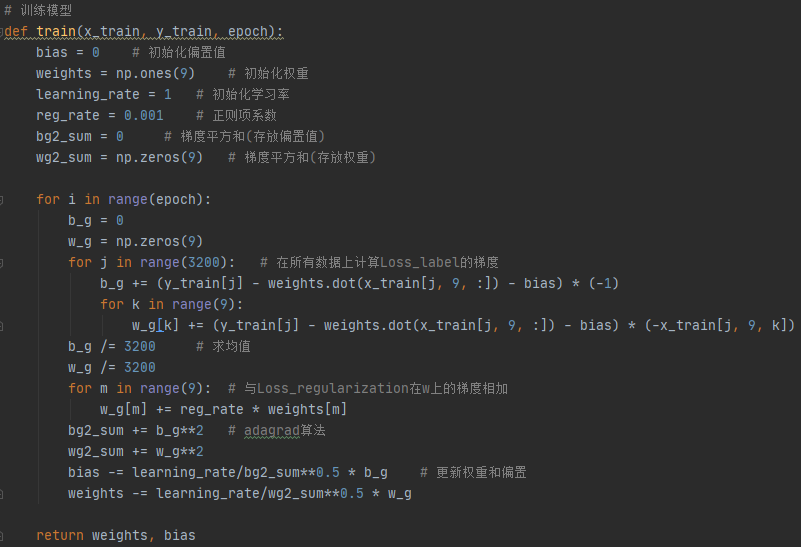 # 训练模型
def train(x_train, y_train, epoch):
    bias = 0    # 初始化偏置值
    weights = np.ones(9)    # 初始化权重
    learning_rate = 1   # 初始化学习率
    reg_rate = 0.001    # 正则项系数
    bg2_sum = 0     # 梯度平方和(存放偏置值)
    wg2_sum = np.zeros(9)   # 梯度平方和(存放权重)
    for i in range(epoch):
        b_g = 0
        w_g = np.zeros(9)
        for j in range(3200):   # 在所有数据上计算Loss_label的梯度
            b_g += (y_train[j] - weights.dot(x_train[j, 9, :]) - bias) * (-1)
            for k in range(9):
                w_g[k] += (y_train[j] - weights.dot(x_train[j, 9, :]) - bias) * (-x_train[j, 9, k])
        b_g /= 3200     # 求均值
        w_g /= 3200
        for m in range(9):  # 与Loss_regularization在w上的梯度相加
            w_g[m] += reg_rate * weights[m]
        bg2_sum += b_g**2   # adagrad算法
        wg2_sum += w_g**2
        bias -= learning_rate/bg2_sum**0.5 * b_g    # 更新权重和偏置
        weights -= learning_rate/wg2_sum**0.5 * w_g
    return weights, bias